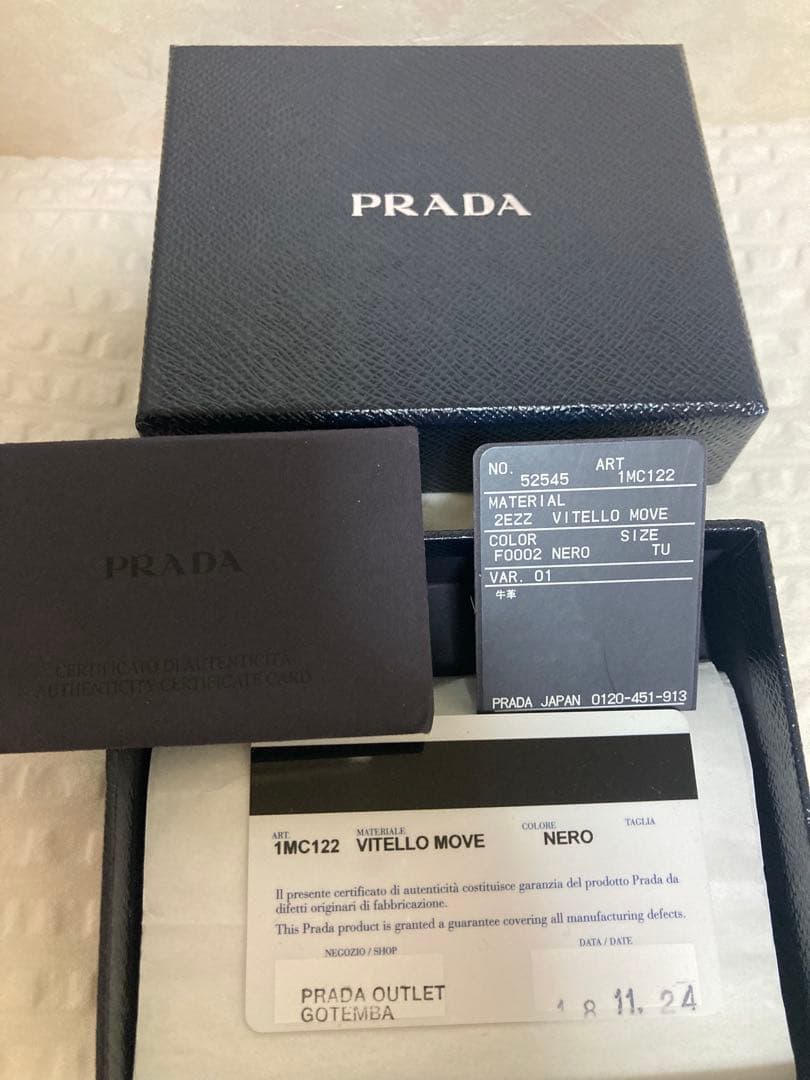 PRADA
PRADA
CERTIFICATO DI AUTENTICITÀ
AUTHENTICITY CERTIFICATE CARD
NO. 52545 ART 1MC122
MATERIAL
2EZZ VITELLO MOVE
COLOR SIZE
F0002 NERO TU
VAR. 01
牛革
PRADA JAPAN 0120-451-913
ART. MATERIALE COLORE TAGLIA
1MC122 VITELLO MOVE NERO
Il presente certificato di autenticità costituisce garanzia del prodotto Prada da
difetti originari di fabbricazione.
This Prada product is granted a guarantee covering all manufacturing defects.
NEGOZIO / SHOP DATA / DATE
PRADA OUTLET
GOTEMBA
18 11. 24